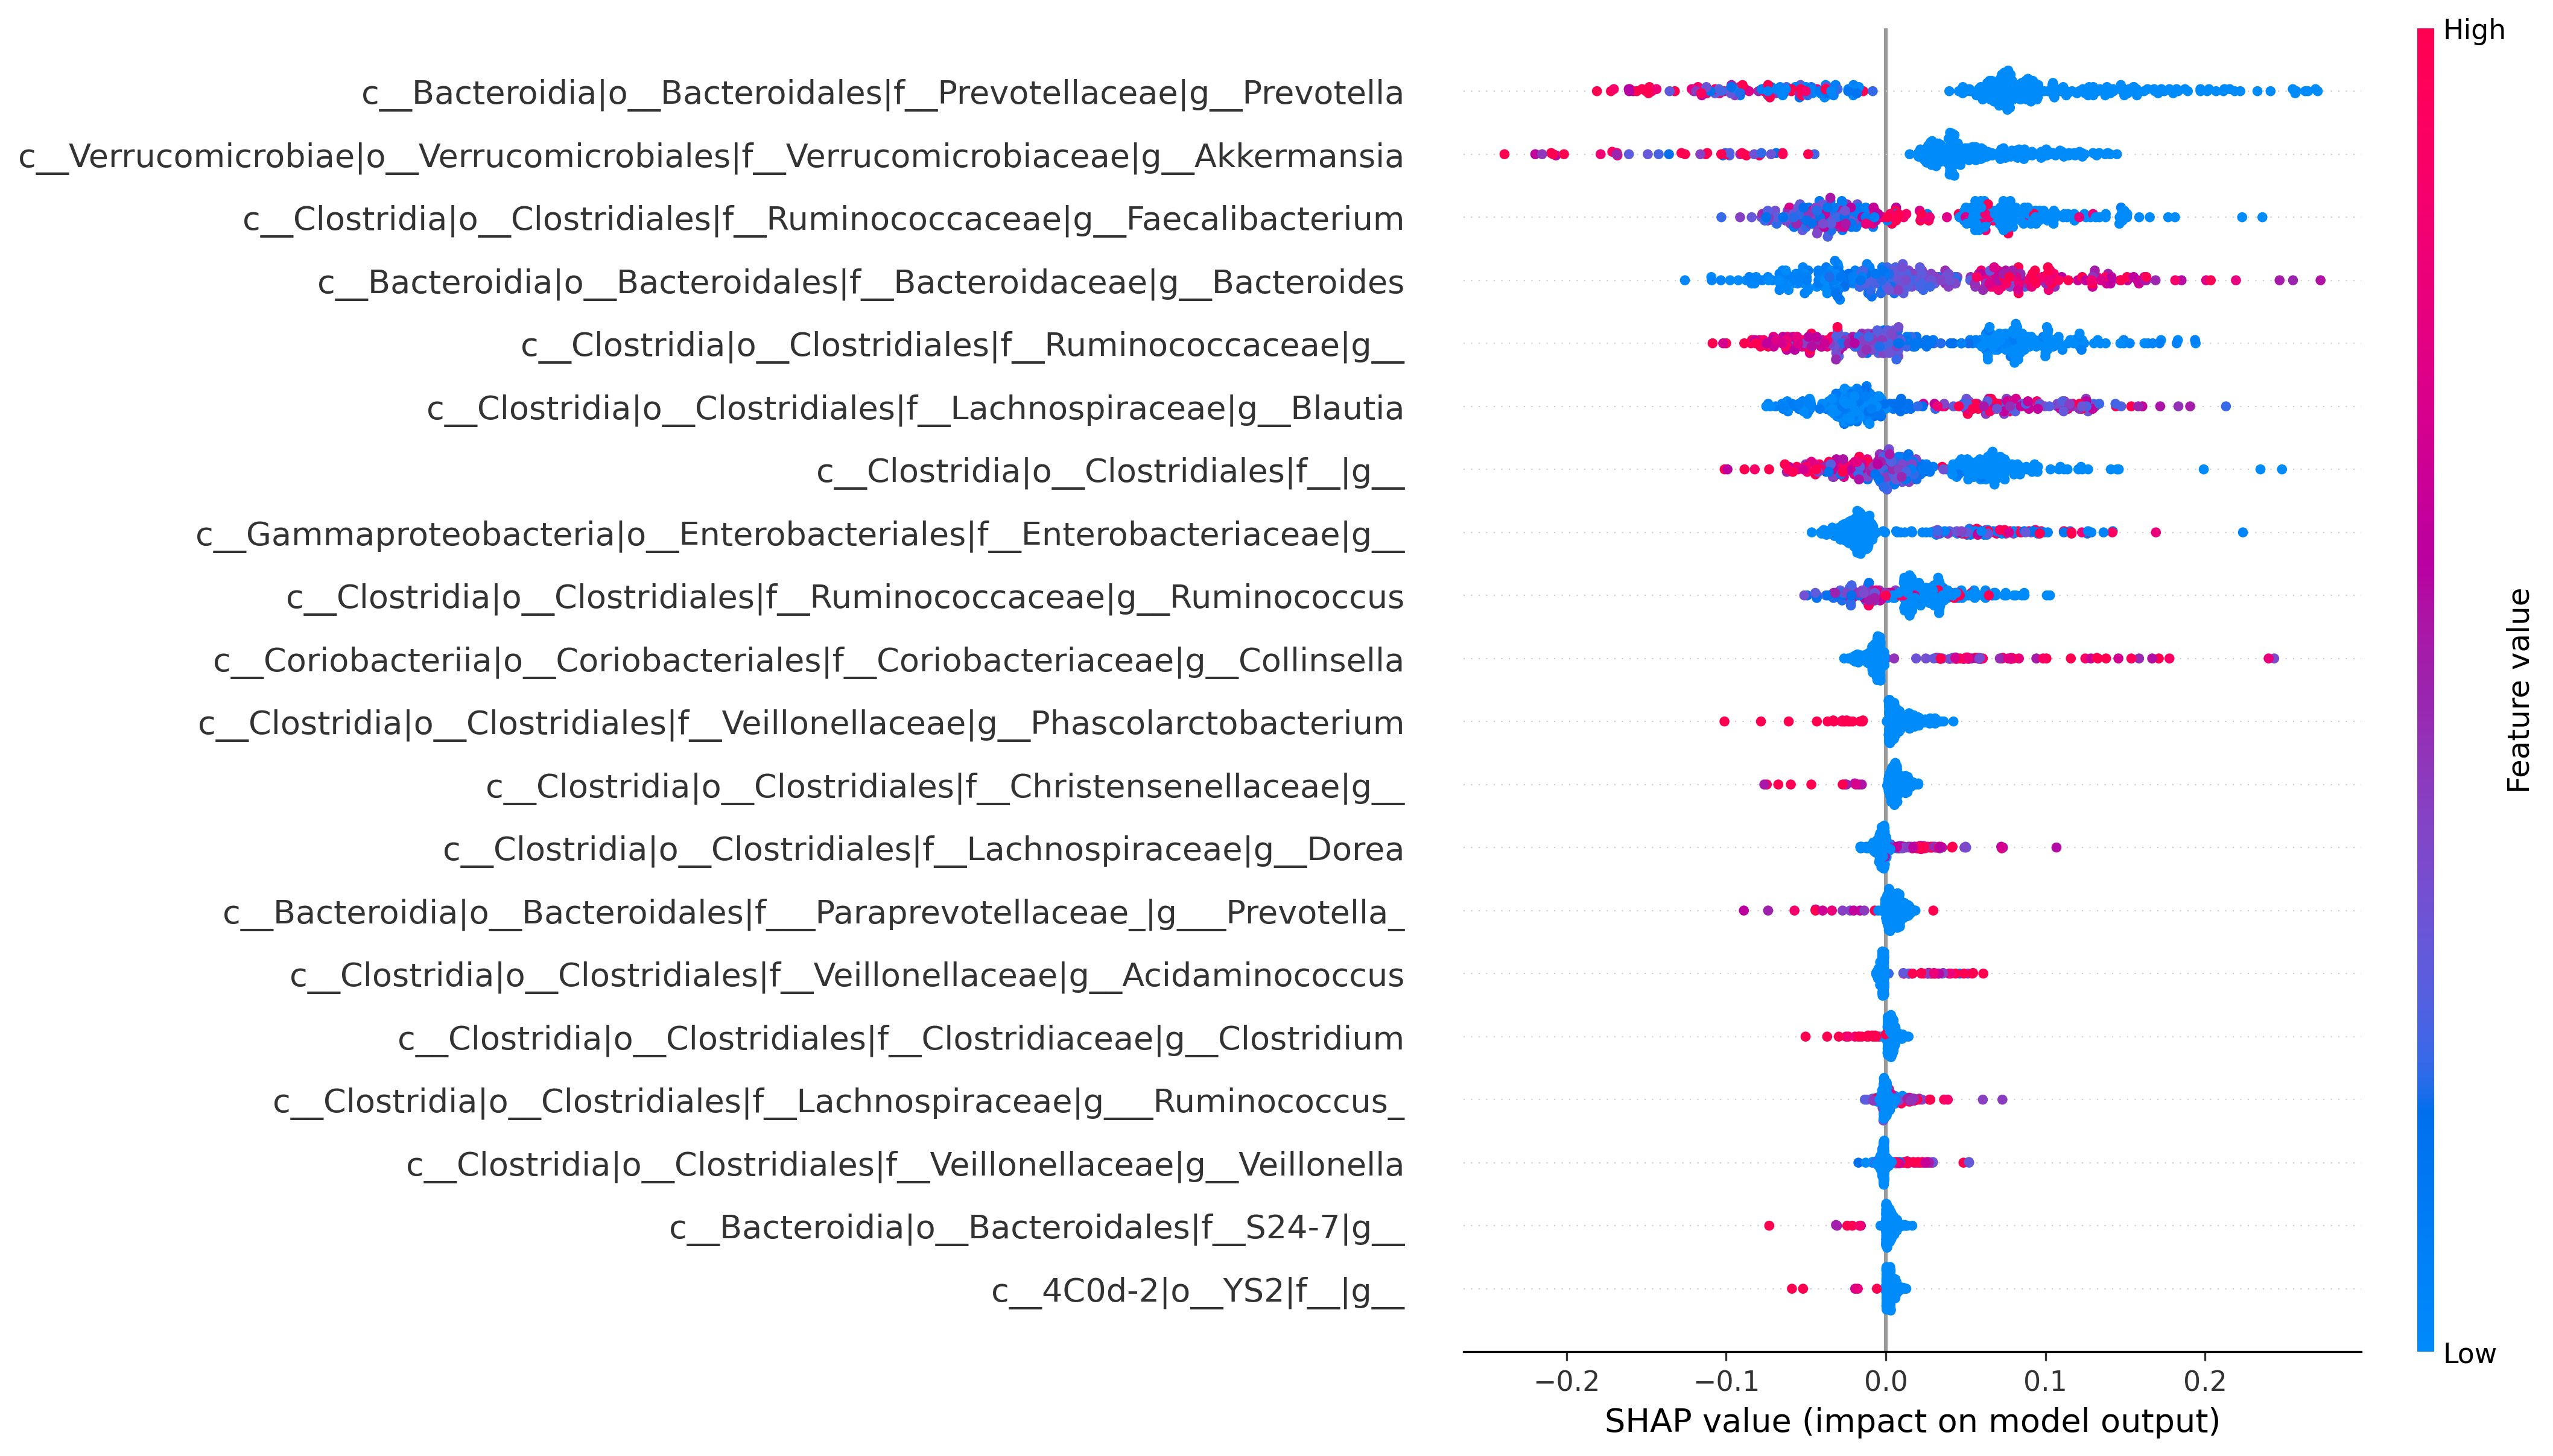 High
c__Bacteroidia|o__Bacteroidales|f__Prevotellaceae|g__Prevotella
c__Verrucomicrobiae|o__Verrucomicrobiales|f__Verrucomicrobiaceae|g__Akkermansia
c__Clostridia|o__Clostridiales|f__Ruminococcaceae|g__Faecalibacterium
c__Bacteroidia|o__Bacteroidales|f__Bacteroidaceae|g__Bacteroides
c__Clostridia|o__Clostridiales|f__Ruminococcaceae|g__
c__Clostridia|o__Clostridiales|f__Lachnospiraceae|g__Blautia
c__Clostridia|o__Clostridiales|f__|g__
c__Gammaproteobacteria|o__Enterobacteriales|f__Enterobacteriaceae|g__
c__Clostridia|o__Clostridiales|f__Ruminococcaceae|g__Ruminococcus
c__Coriobacteriia|o__Coriobacteriales|f__Coriobacteriaceae|g__Collinsella
c__Clostridia|o__Clostridiales|f__Veillonellaceae|g__Phascolarctobacterium
c__Clostridia|o__Clostridiales|f__Christensenellaceae|g__
c__Clostridia|o__Clostridiales|f__Lachnospiraceae|g__Dorea
c__Bacteroidia|o__Bacteroidales|f___Paraprevotellaceae_|g___Prevotella_
c__Clostridia|o__Clostridiales|f__Veillonellaceae|g__Acidaminococcus
c__Clostridia|o__Clostridiales|f__Clostridiaceae|g__Clostridium
c__Clostridia|o__Clostridiales|f__Lachnospiraceae|g___Ruminococcus_
c__Clostridia|o__Clostridiales|f__Veillonellaceae|g__Veillonella
c__Bacteroidia|o__Bacteroidales|f__S24-7|g__
c__4C0d-2|o__YS2|f__|g__
Feature value
Low
−0.2 −0.1 0.0 0.1 0.2
SHAP value (impact on model output)